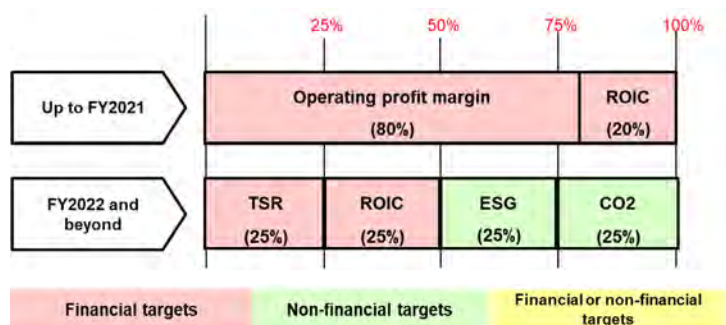 25% 50% 75% 100%
Up to FY2021
Operating profit margin
(80%)
ROIC
(20%)
FY2022 and
beyond
TSR
(25%)
ROIC
(25%)
ESG
(25%)
CO2
(25%)
Financial targets
Non-financial targets
Financial or non-financial
targets